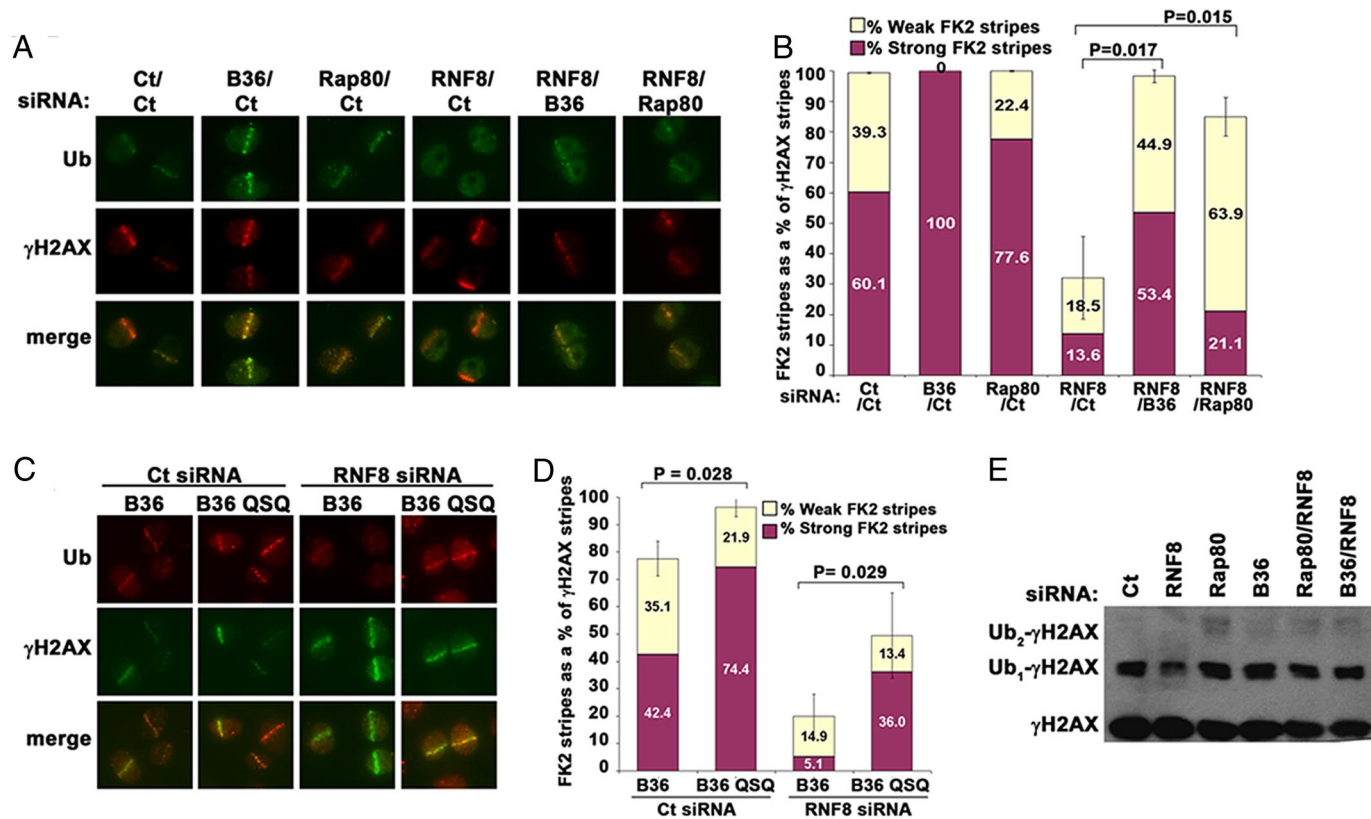 A
siRNA:
Ct/ Ct
B36/ Ct
Rap80/ Ct
RNF8/ Ct
RNF8/ B36
RNF8/ Rap80
Ub
γH2AX
merge
B
% Weak FK2 stripes
% Strong FK2 stripes
P=0.015
P=0.017
FK2 stripes as a % of γH2AX stripes
100
90
80
70
60
50
40
30
20
10
0
39.3
60.1
0
100
22.4
77.6
18.5
13.6
44.9
53.4
63.9
21.1
siRNA:
Ct /Ct
B36 /Ct
Rap80 /Ct
RNF8 /Ct
RNF8 /B36
RNF8 /Rap80
C
Ct siRNA
RNF8 siRNA
B36
B36 QSQ
B36
B36 QSQ
Ub
γH2AX
merge
D
P = 0.028
% Weak FK2 stripes
% Strong FK2 stripes
P= 0.029
FK2 stripes as a % of γH2AX stripes
100
90
80
70
60
50
40
30
20
10
0
35.1
42.4
21.9
74.4
14.9
5.1
13.4
36.0
B36
B36 QSQ
B36
B36 QSQ
Ct siRNA
RNF8 siRNA
E
siRNA:
Ct
RNF8
Rap80
B36
Rap80/RNF8
B36/RNF8
Ub₂-γH2AX
Ub₁-γH2AX
γH2AX